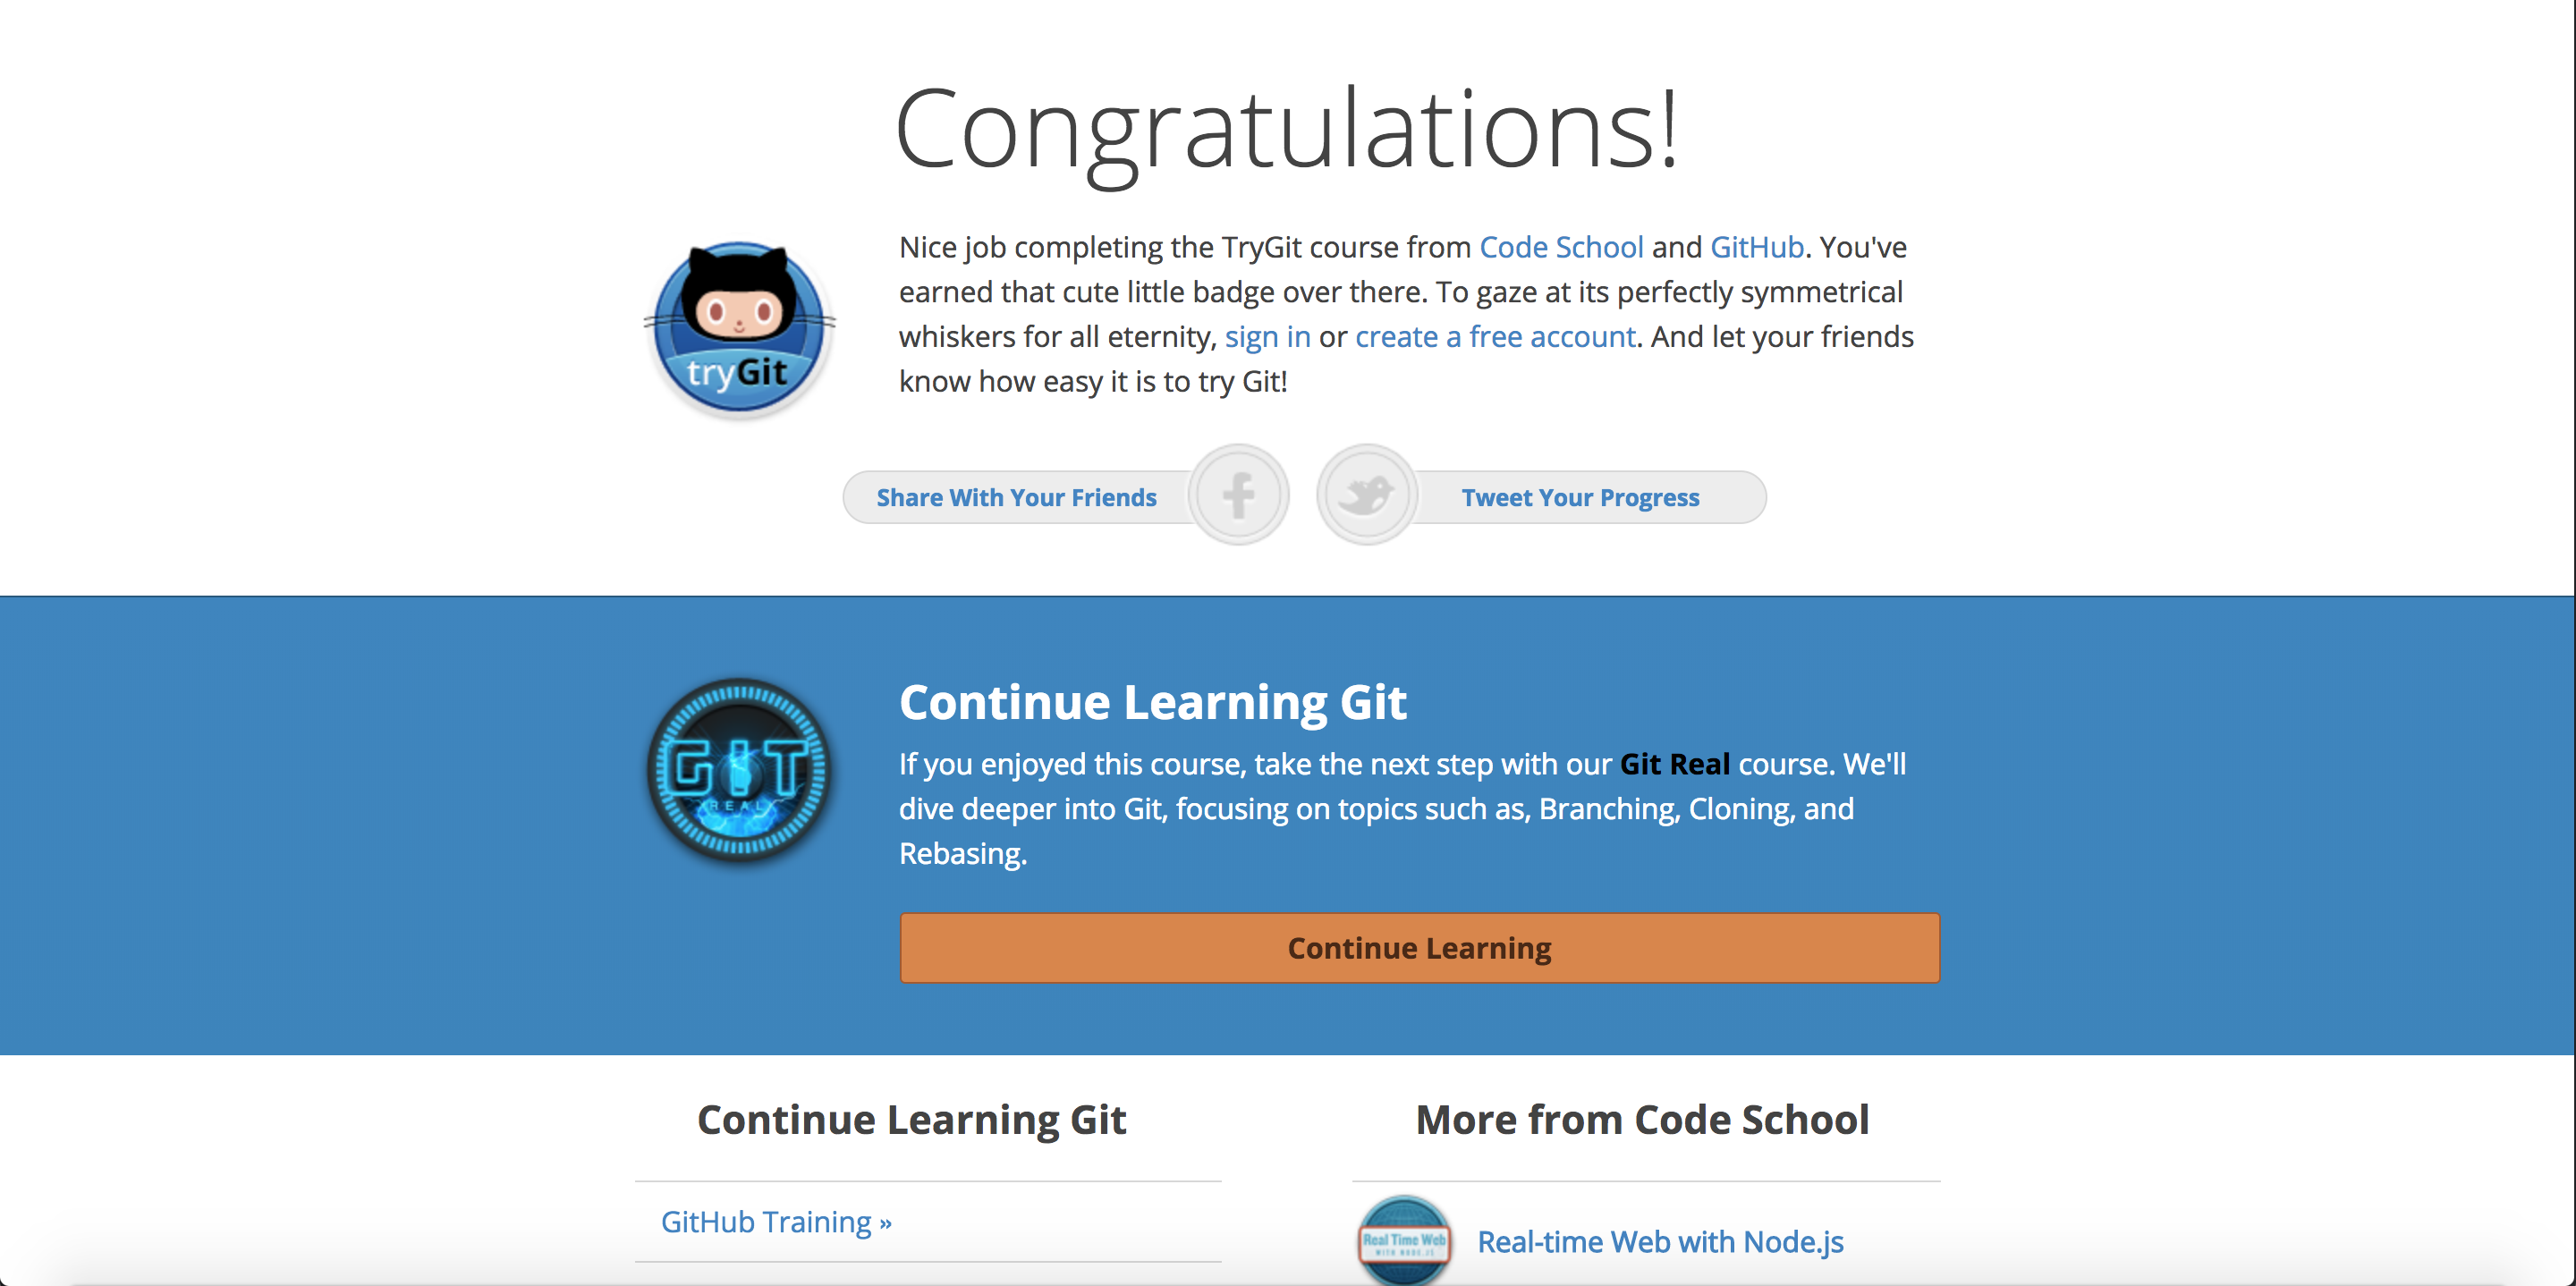 Congratulations!
Nice job completing the TryGit course from Code School and GitHub. You've
earned that cute little badge over there. To gaze at its perfectly symmetrical
whiskers for all eternity, sign in or create a free account. And let your friends
know how easy it is to try Git!
tryGit
Share With Your Friends
Tweet Your Progress
GIT
REAL
Continue Learning Git
If you enjoyed this course, take the next step with our Git Real course. We'll
dive deeper into Git, focusing on topics such as, Branching, Cloning, and
Rebasing.
Continue Learning
Continue Learning Git
GitHub Training »
More from Code School
Real Time Web
WITH NODE.JS
Real-time Web with Node.js